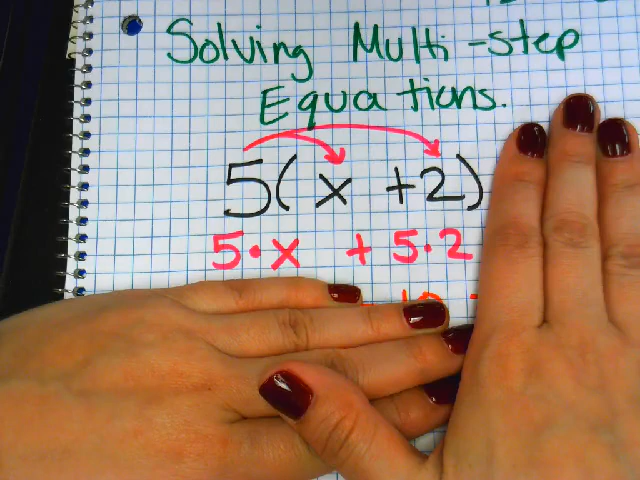 Solving Multi-step
Equations.
5(x +2)
5·x + 5·2